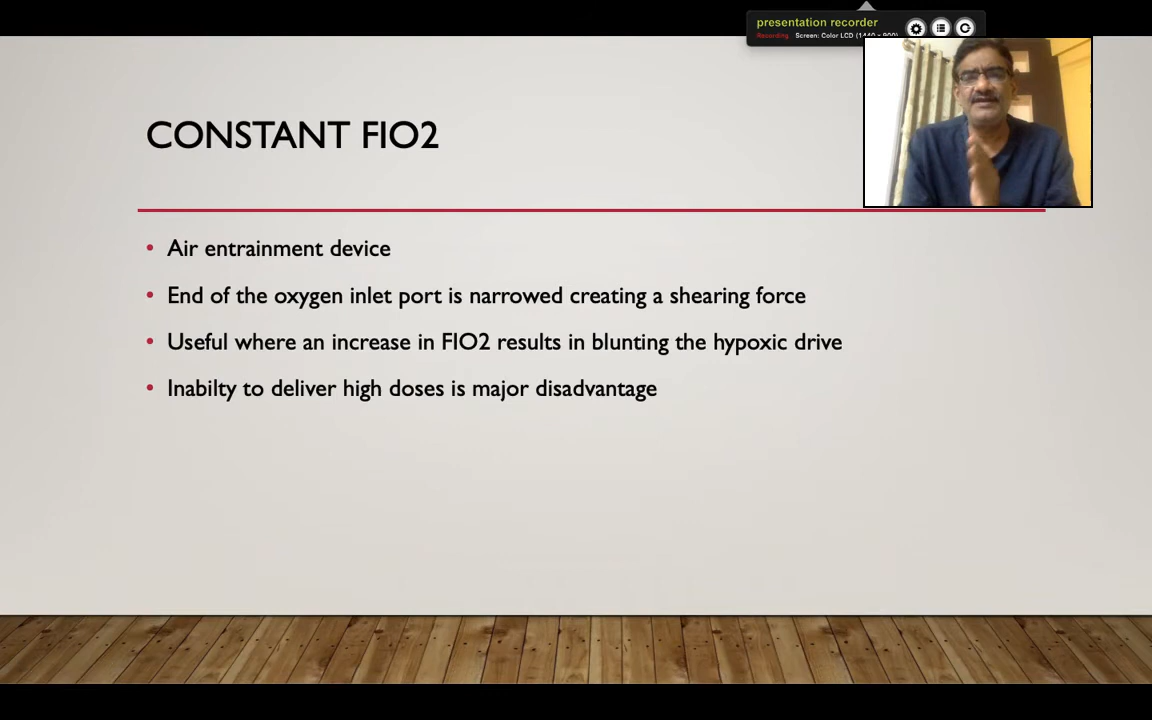 presentation recorder
Recording Screen: Color LCD (1440 x 900)
CONSTANT FIO2
• Air entrainment device
• End of the oxygen inlet port is narrowed creating a shearing force
• Useful where an increase in FIO2 results in blunting the hypoxic drive
• Inabilty to deliver high doses is major disadvantage